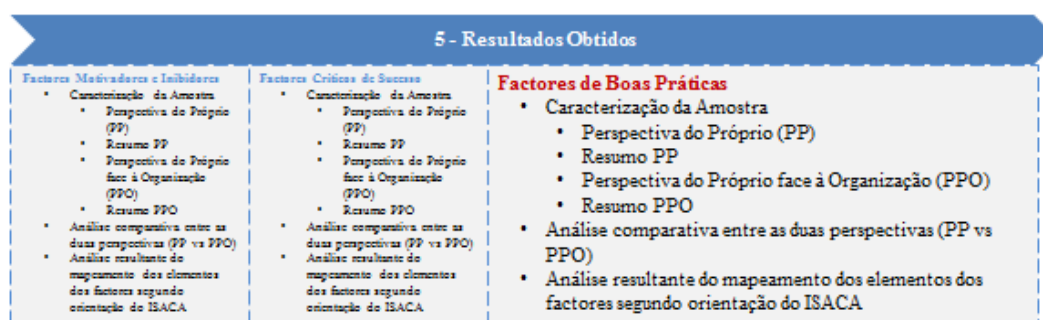 5 - Resultados Obtidos
Factores Motivadores e Inibidores
• Caracterização da Amostra
• Perspectiva do Próprio
(PP)
• Resumo PP
• Perspectiva do Próprio
face à Organização
(PPO)
• Resumo PPO
• Análise comparativa entre as
duas perspectivas (PP vs PPO)
• Análise resultante do
mapeamento dos elementos
dos factores segundo
orientação do ISACA
Factores Críticos de Sucesso
• Caracterização da Amostra
• Perspectiva do Próprio
(PP)
• Resumo PP
• Perspectiva do Próprio
face à Organização
(PPO)
• Resumo PPO
• Análise comparativa entre as
duas perspectivas (PP vs PPO)
• Análise resultante do
mapeamento dos elementos
dos factores segundo
orientação do ISACA
Factores de Boas Práticas
• Caracterização da Amostra
• Perspectiva do Próprio (PP)
• Resumo PP
• Perspectiva do Próprio face à Organização (PPO)
• Resumo PPO
• Análise comparativa entre as duas perspectivas (PP vs
PPO)
• Análise resultante do mapeamento dos elementos dos
factores segundo orientação do ISACA